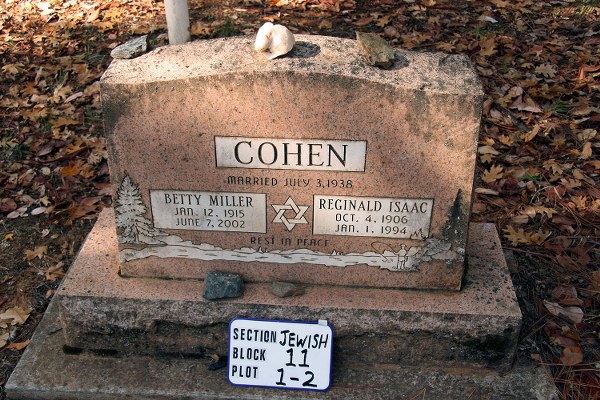 COHEN
MARRIED JULY 3, 1938
BETTY MILLER
JAN. 12, 1915
JUNE 7, 2002
REGINALD ISAAC
OCT. 4, 1906
JAN. 1, 1994
REST IN PEACE
SECTION JEWISH
BLOCK 11
PLOT 1-2